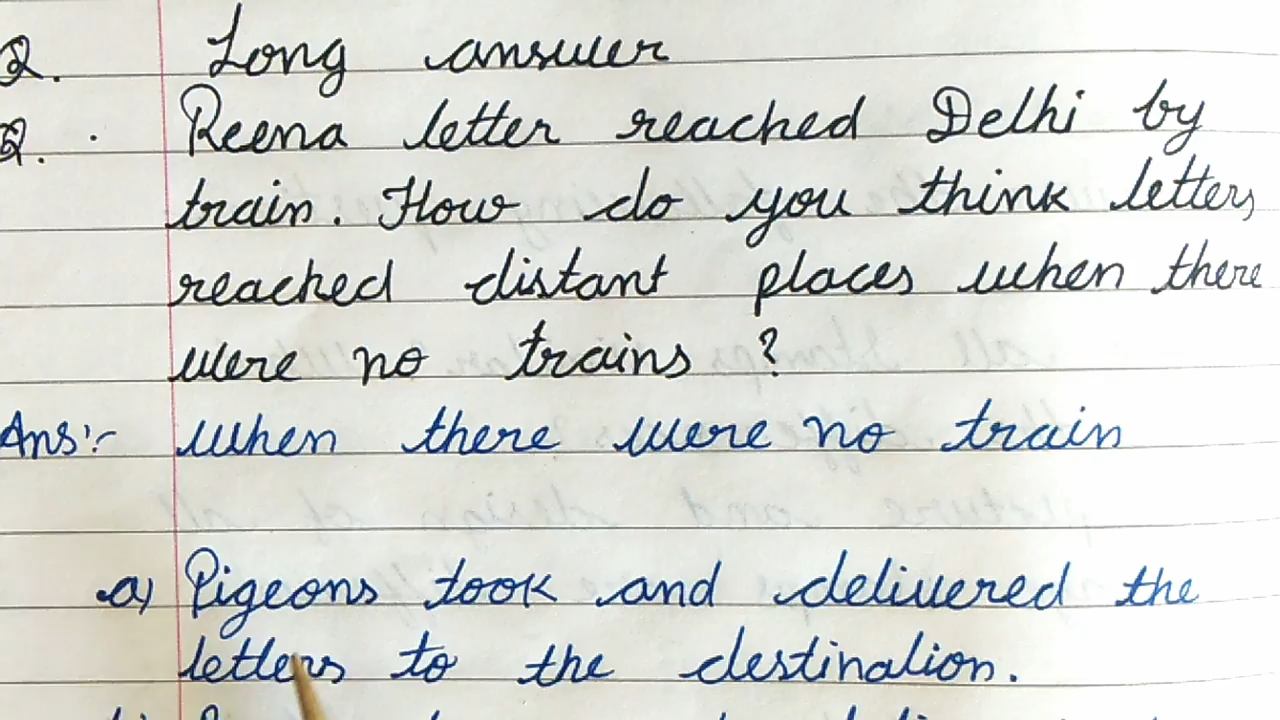 Q. Long answer
Q. Reena letter reached Delhi by
train. How do you think letters
reached distant places when there
were no trains ?
Ans:- when there were no train
a) Pigeons took and delivered the
letters to the destination.